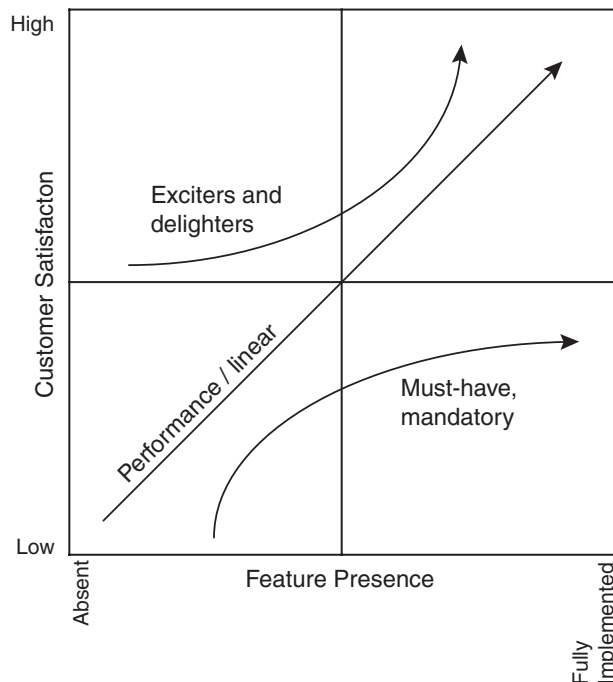 High
Exciters and
delighters
Customer Satisfacton
Performance / linear
Must-have,
mandatory
Low
Absent
Feature Presence
Fully
Implemented